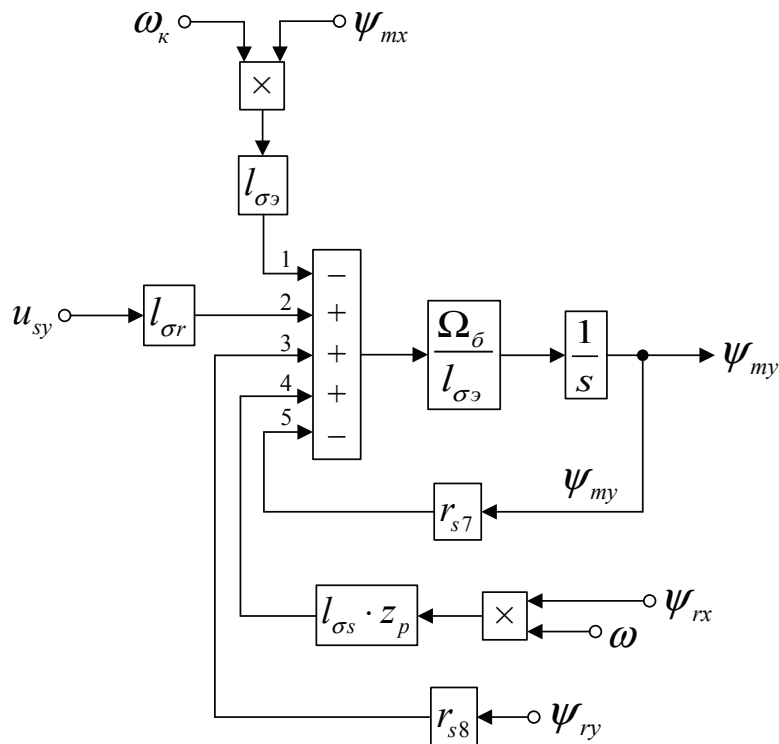 ω_к ψ_mx
×
l_σэ
1 −
u_sy l_σr 2 +
3 +
4 +
5 −
Ω_б / l_σэ
1 / s
ψ_my
ψ_my
r_s7
l_σs · z_p
×
ψ_rx
ω
r_s8
ψ_ry